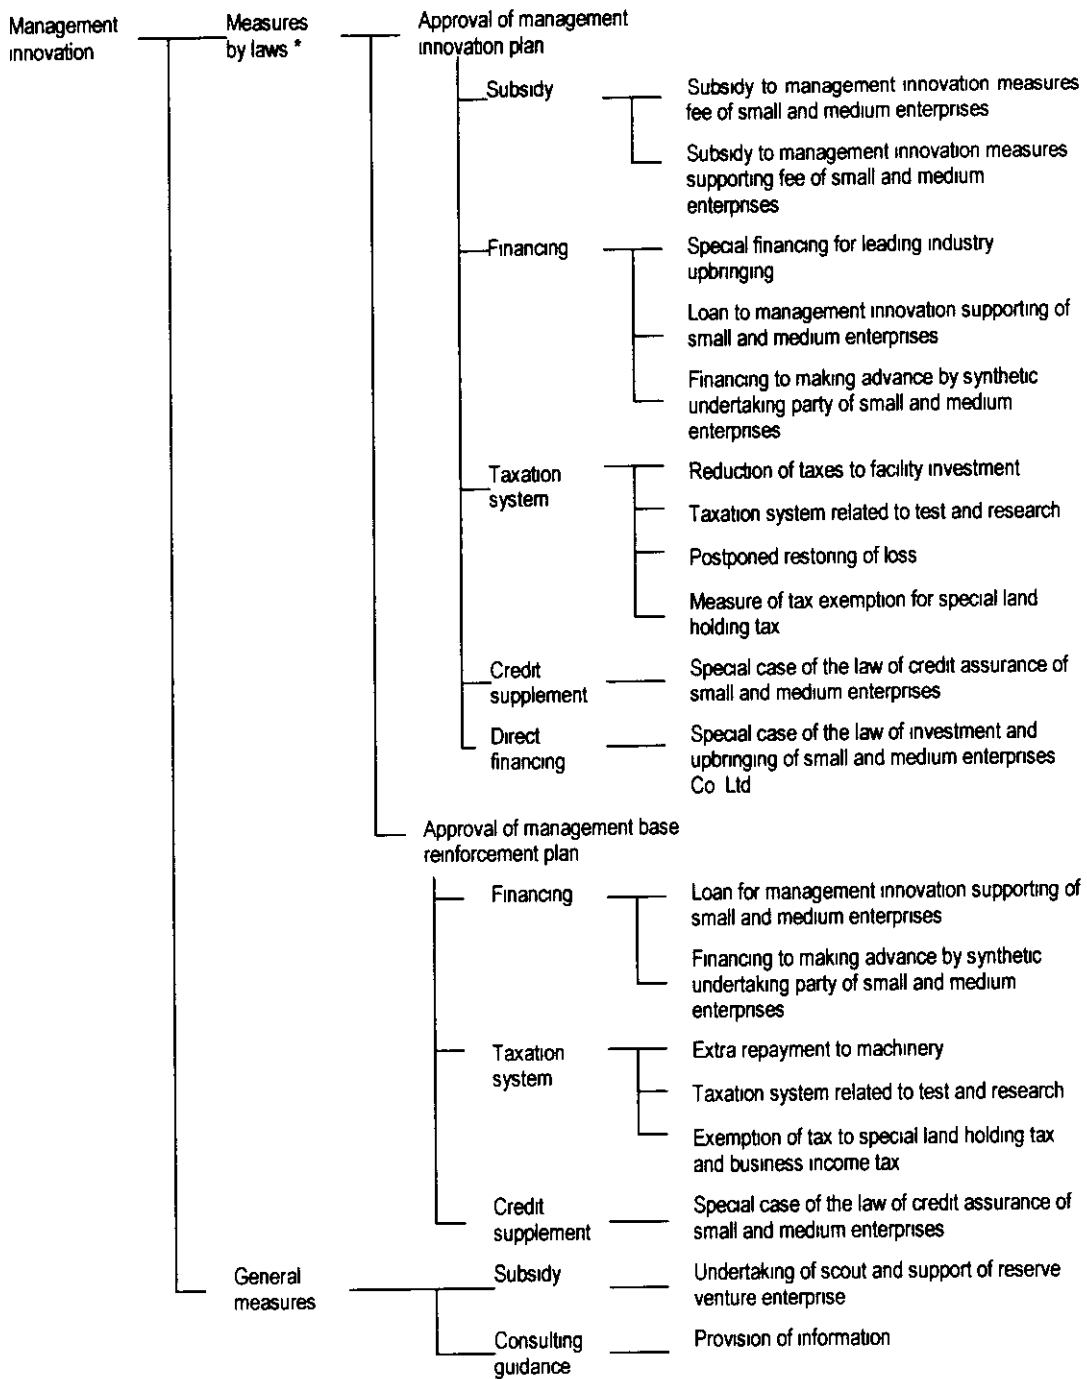 Management
innovation
Measures
by laws *
Approval of management
innovation plan
Subsidy
Subsidy to management innovation measures
fee of small and medium enterprises
Subsidy to management innovation measures
supporting fee of small and medium
enterprises
Financing
Special financing for leading industry
upbringing
Loan to management innovation supporting of
small and medium enterprises
Financing to making advance by synthetic
undertaking party of small and medium
enterprises
Taxation
system
Reduction of taxes to facility investment
Taxation system related to test and research
Postponed restoring of loss
Measure of tax exemption for special land
holding tax
Credit
supplement
Special case of the law of credit assurance of
small and medium enterprises
Direct
financing
Special case of the law of investment and
upbringing of small and medium enterprises
Co Ltd
Approval of management base
reinforcement plan
Financing
Loan for management innovation supporting of
small and medium enterprises
Financing to making advance by synthetic
undertaking party of small and medium
enterprises
Taxation
system
Extra repayment to machinery
Taxation system related to test and research
Exemption of tax to special land holding tax
and business income tax
Credit
supplement
Special case of the law of credit assurance of
small and medium enterprises
General
measures
Subsidy
Undertaking of scout and support of reserve
venture enterprise
Consulting
guidance
Provision of information